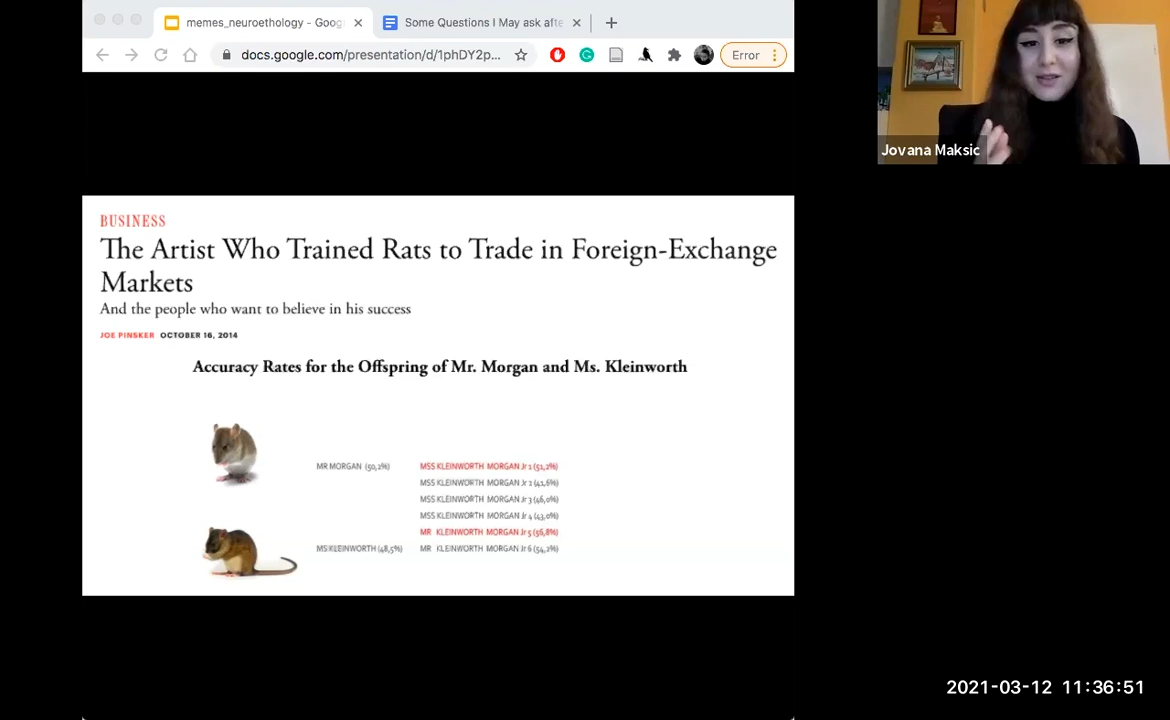 memes_neuroethology - Goog
Some Questions I May ask afte
docs.google.com/presentation/d/1phDY2p...
Error
Jovana Maksic
BUSINESS
The Artist Who Trained Rats to Trade in Foreign-Exchange
Markets
And the people who want to believe in his success
JOE PINSKER OCTOBER 16, 2014
Accuracy Rates for the Offspring of Mr. Morgan and Ms. Kleinworth
MR MORGAN (50,2%) MSS KLEINWORTH MORGAN Jr 1 (51,2%)
MSS KLEINWORTH MORGAN Jr 2 (41,6%)
MSS KLEINWORTH MORGAN Jr 3 (46,0%)
MSS KLEINWORTH MORGAN Jr 4 (43,0%)
MR KLEINWORTH MORGAN Jr 5 (56,8%)
MS KLEINWORTH (48,5%) MR KLEINWORTH MORGAN Jr 6 (54,2%)
2021-03-12 11:36:51